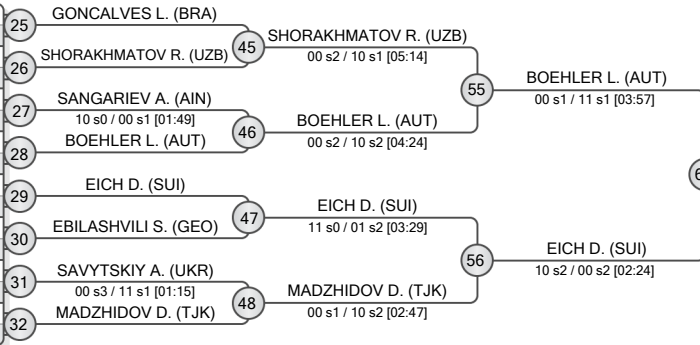 25
GONCALVES L. (BRA)
26
SHORAKHMATOV R. (UZB)
27
SANGARIEV A. (AIN)
10 s0 / 00 s1 [01:49]
28
BOEHLER L. (AUT)
29
EICH D. (SUI)
30
EBILASHVILI S. (GEO)
31
SAVYTSKIY A. (UKR)
00 s3 / 11 s1 [01:15]
32
MADZHIDOV D. (TJK)
45
SHORAKHMATOV R. (UZB)
00 s2 / 10 s1 [05:14]
46
BOEHLER L. (AUT)
00 s2 / 10 s2 [04:24]
47
EICH D. (SUI)
11 s0 / 01 s2 [03:29]
48
MADZHIDOV D. (TJK)
00 s1 / 10 s2 [02:47]
55
BOEHLER L. (AUT)
00 s1 / 11 s1 [03:57]
56
EICH D. (SUI)
10 s2 / 00 s2 [02:24]